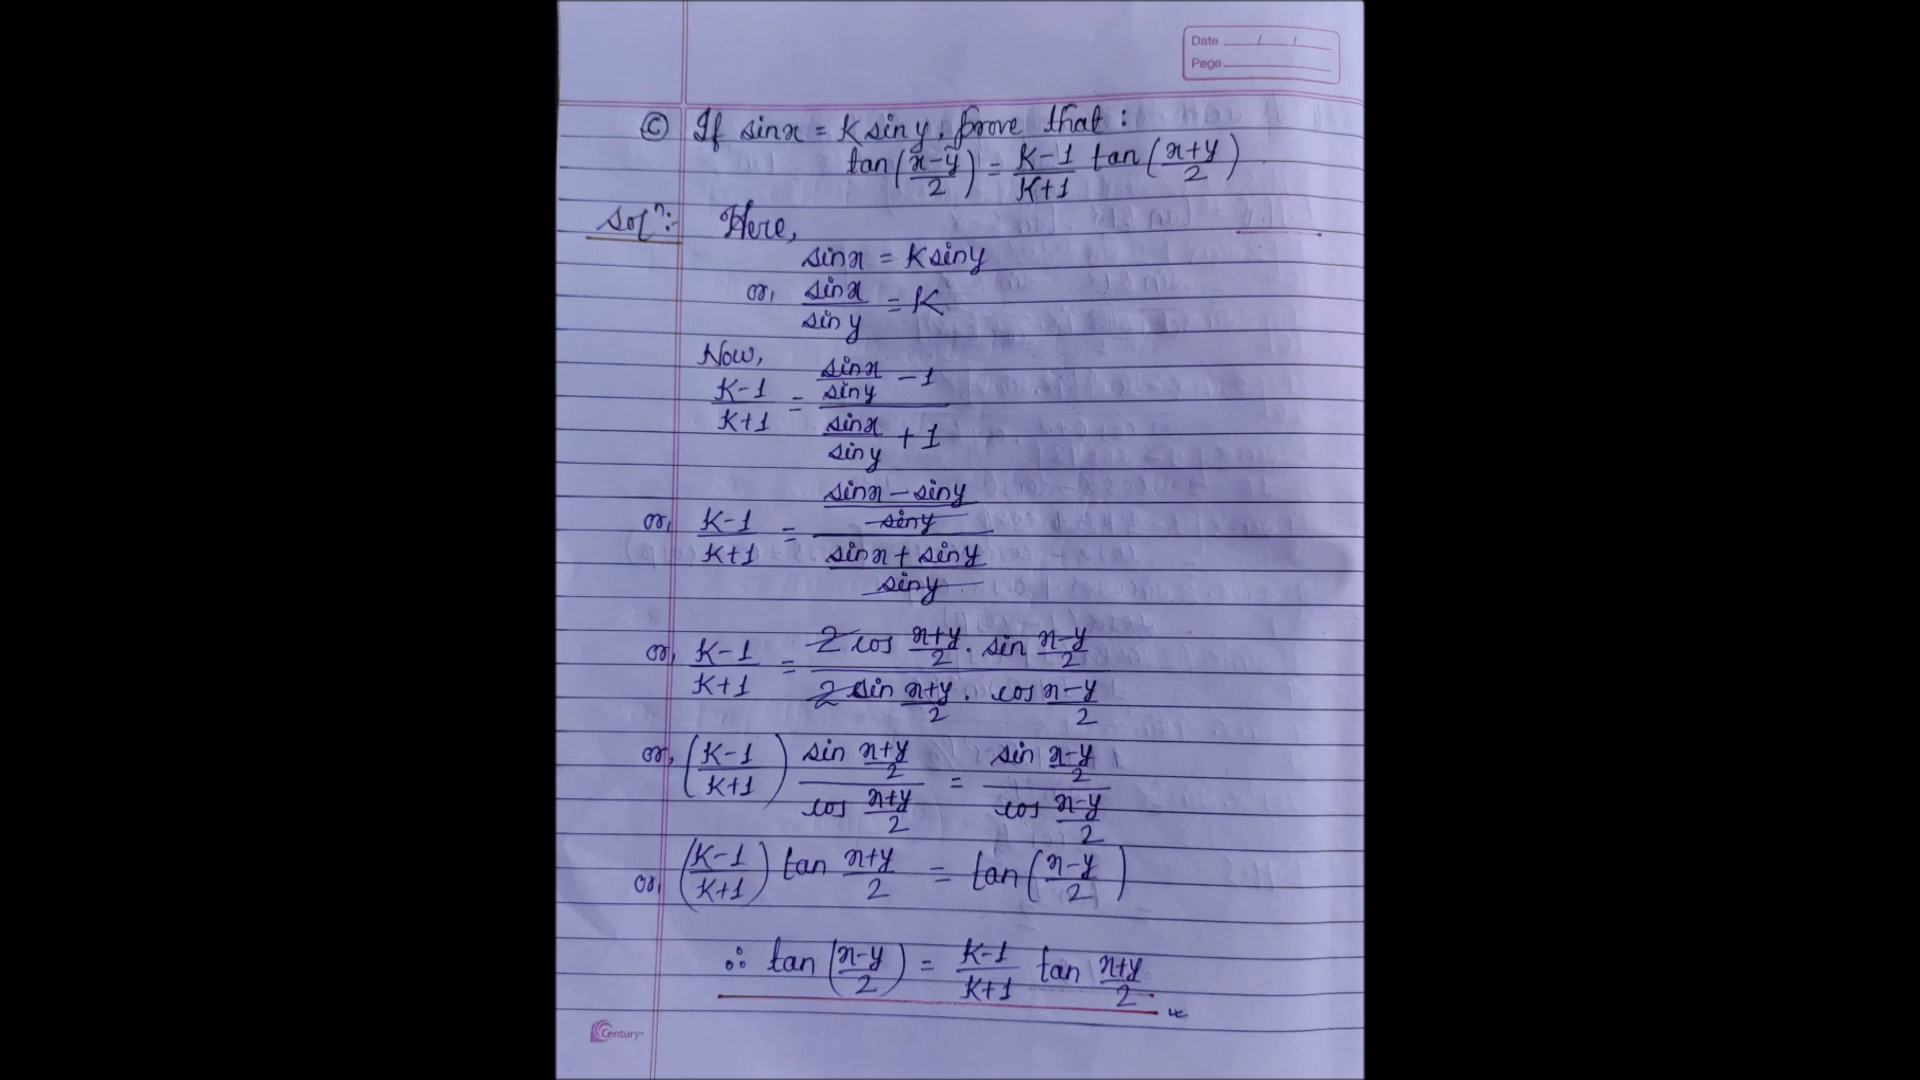 Date / /
Page
(c) If sinx = K siny, prove that:
tan((x-y)/2) = (K-1)/(K+1) tan((x+y)/2)
Solⁿ:- Here,
sinx = K siny
or, sinx/siny = K
Now,
(K-1)/(K+1) = (sinx/siny - 1)/(sinx/siny + 1)
or, (K-1)/(K+1) = ((sinx - siny)/siny)/((sinx + siny)/siny)
or, (K-1)/(K+1) = (2 cos (x+y)/2 . sin (x-y)/2)/(2 sin (x+y)/2 . cos (x-y)/2)
or, ((K-1)/(K+1)) (sin (x+y)/2)/(cos (x+y)/2) = (sin (x-y)/2)/(cos (x-y)/2)
or, ((K-1)/(K+1)) tan (x+y)/2 = tan((x-y)/2)
∴ tan((x-y)/2) = (K-1)/(K+1) tan (x+y)/2
Century